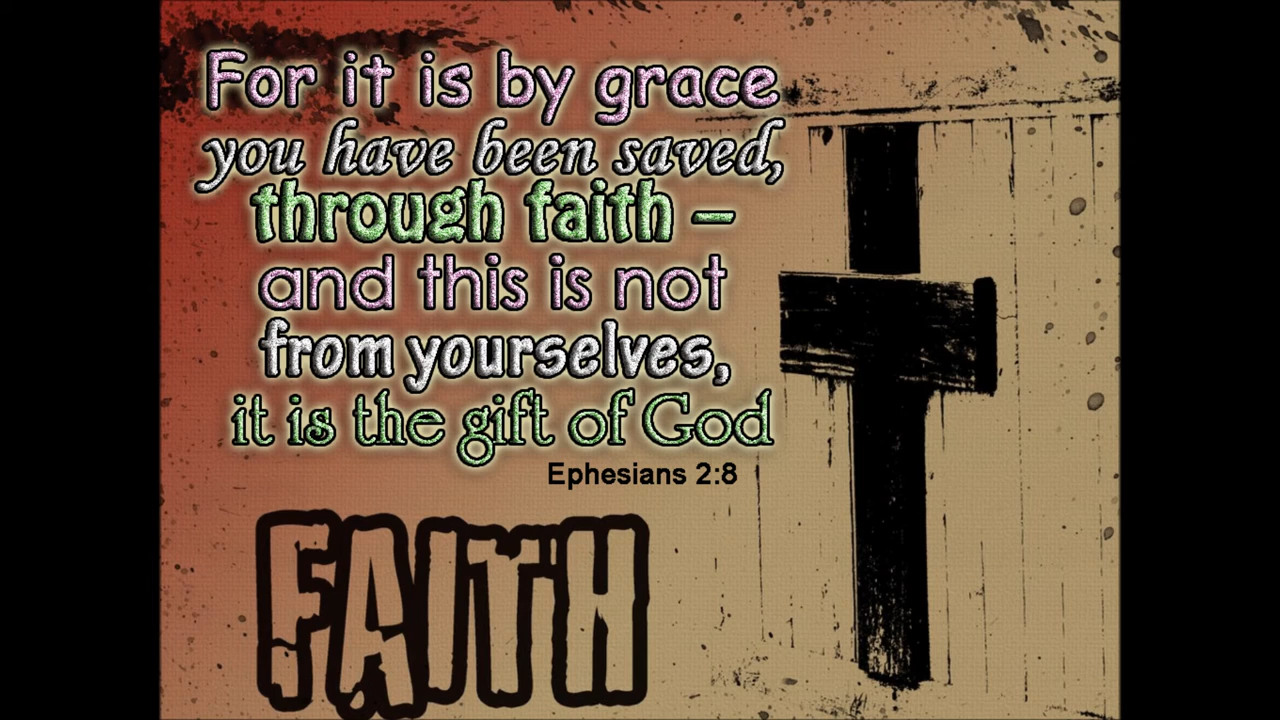 For it is by grace
you have been saved,
through faith –
and this is not
from yourselves,
it is the gift of God
Ephesians 2:8
FAITH